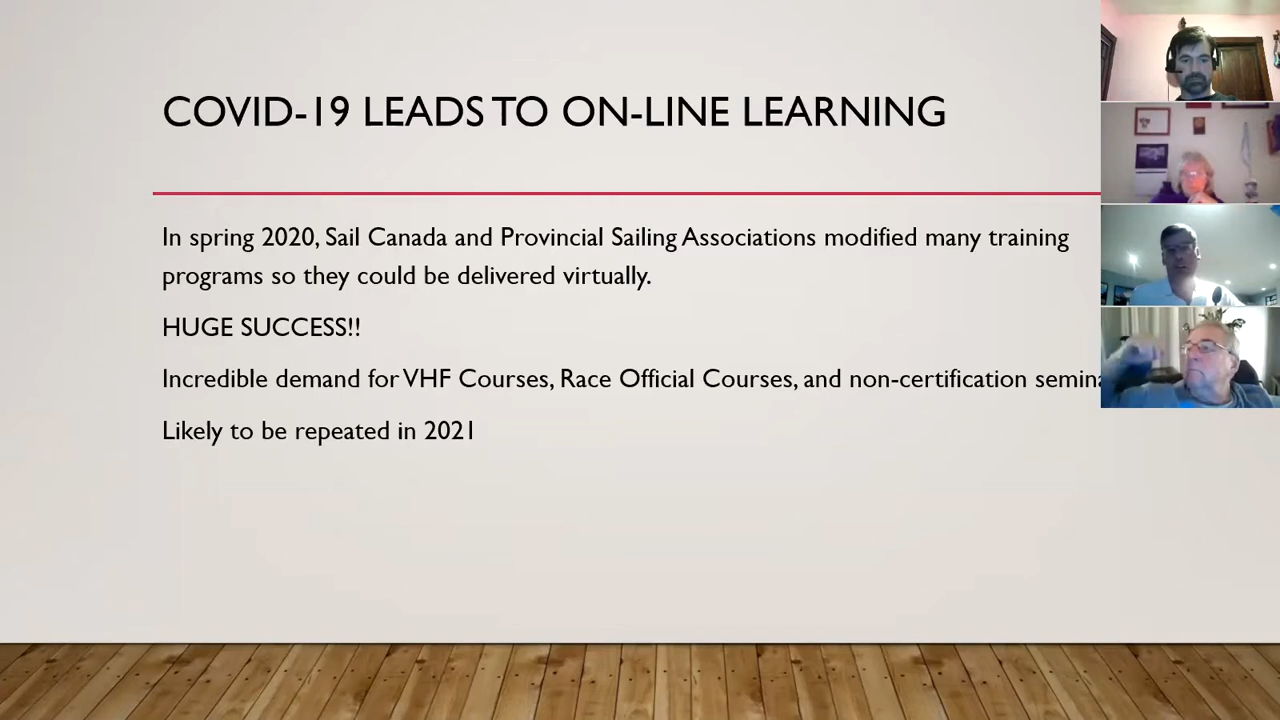 COVID-19 LEADS TO ON-LINE LEARNING
In spring 2020, Sail Canada and Provincial Sailing Associations modified many training
programs so they could be delivered virtually.
HUGE SUCCESS!!
Incredible demand for VHF Courses, Race Official Courses, and non-certification
Likely to be repeated in 2021